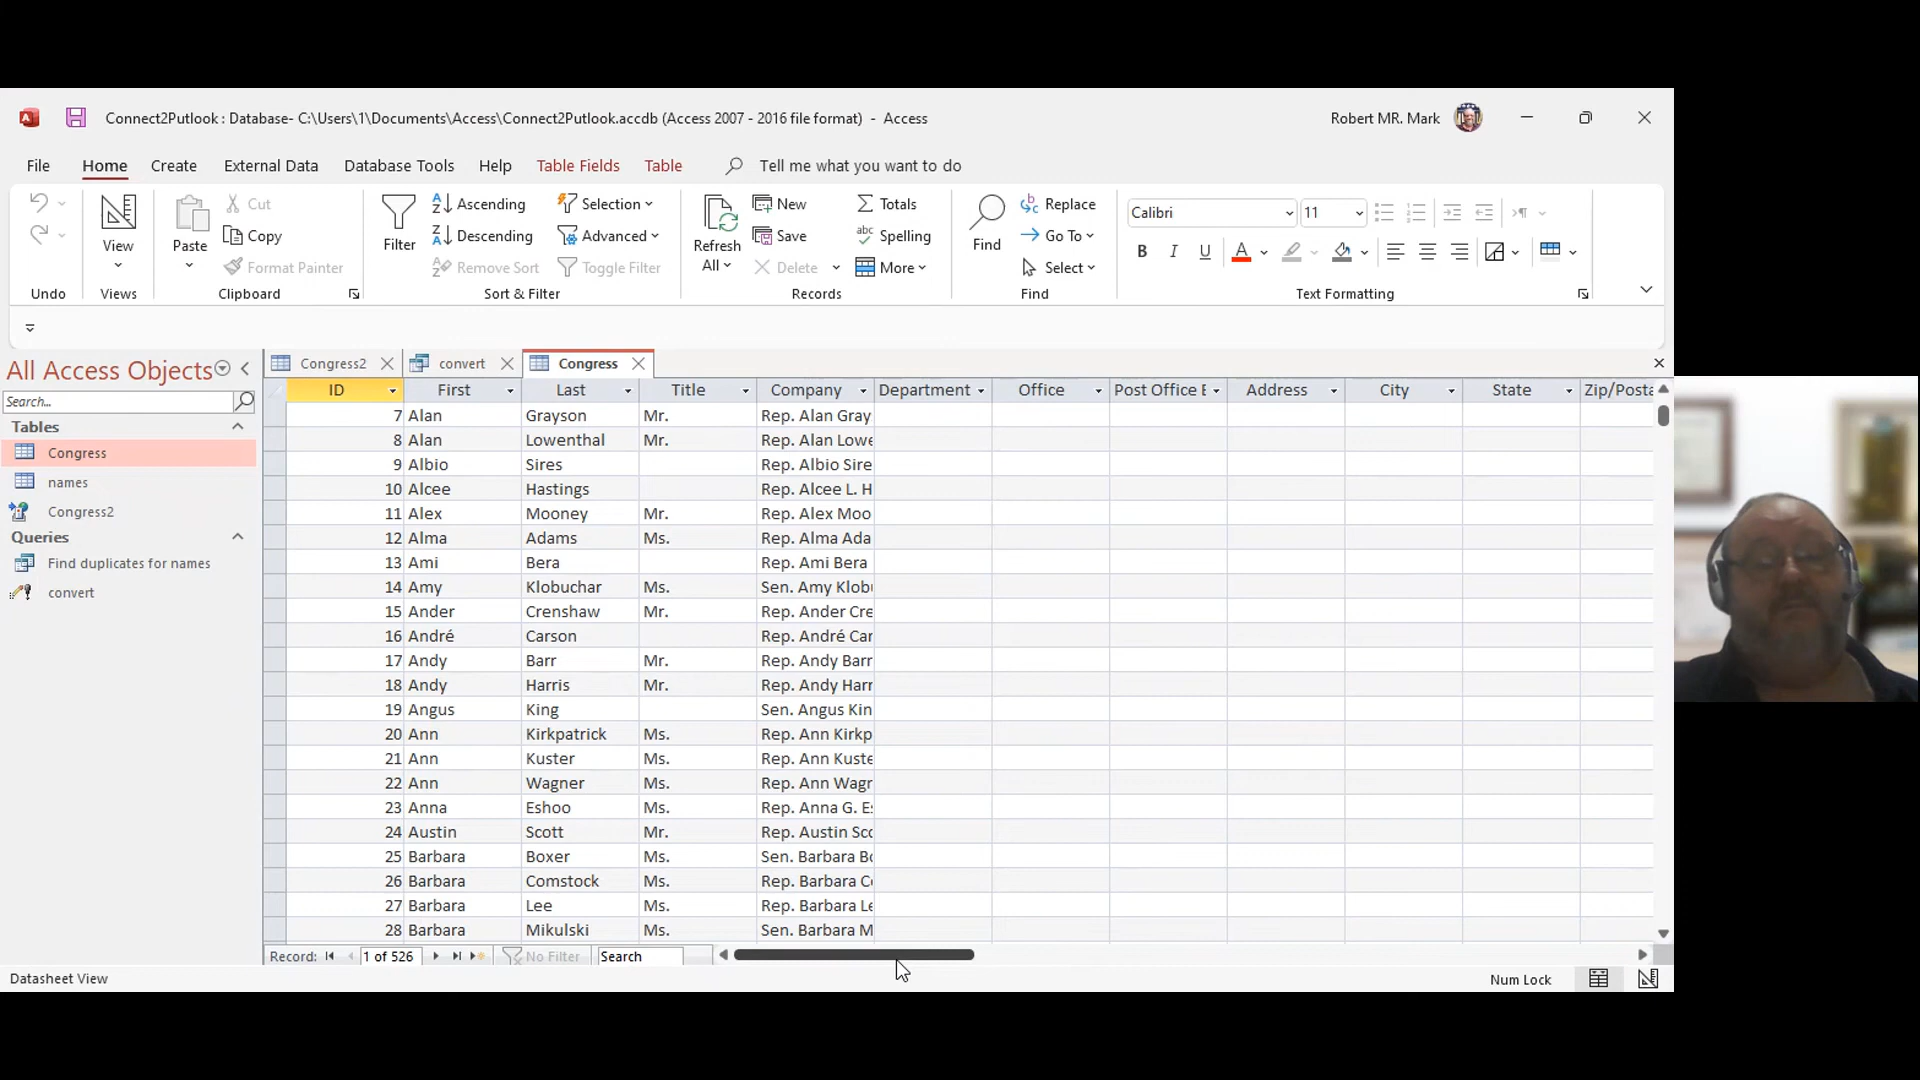 Connect2Putlook : Database- C:\Users\1\Documents\Access\Connect2Putlook.accdb (Access 2007 - 2016 file format) - Access
Robert MR. Mark
File Home Create External Data Database Tools Help Table Fields Table Tell me what you want to do
Undo
View
Views
Paste
Cut
Copy
Format Painter
Clipboard
Filter
Ascending
Descending
Remove Sort
Selection
Advanced
Toggle Filter
Sort & Filter
Refresh
All
New
Save
Delete
Totals
Spelling
More
Records
Find
Replace
Go To
Select
Find
Calibri 11
B I U A
Text Formatting
All Access Objects
Search...
Tables
Congress
names
Congress2
Queries
Find duplicates for names
convert
Congress2 convert Congress
ID First Last Title Company Department Office Post Office B Address City State Zip/Posta
7 Alan Grayson Mr. Rep. Alan Gray
8 Alan Lowenthal Mr. Rep. Alan Lowe
9 Albio Sires Rep. Albio Sire
10 Alcee Hastings Rep. Alcee L. H
11 Alex Mooney Mr. Rep. Alex Moo
12 Alma Adams Ms. Rep. Alma Ada
13 Ami Bera Rep. Ami Bera
14 Amy Klobuchar Ms. Sen. Amy Klobu
15 Ander Crenshaw Mr. Rep. Ander Cre
16 André Carson Rep. André Car
17 Andy Barr Mr. Rep. Andy Barr
18 Andy Harris Mr. Rep. Andy Harr
19 Angus King Sen. Angus Kin
20 Ann Kirkpatrick Ms. Rep. Ann Kirkp
21 Ann Kuster Ms. Rep. Ann Kuste
22 Ann Wagner Ms. Rep. Ann Wagr
23 Anna Eshoo Ms. Rep. Anna G. Es
24 Austin Scott Mr. Rep. Austin Sco
25 Barbara Boxer Ms. Sen. Barbara Bo
26 Barbara Comstock Ms. Rep. Barbara Co
27 Barbara Lee Ms. Rep. Barbara Le
28 Barbara Mikulski Ms. Sen. Barbara M
Record: 1 of 526 No Filter Search
Datasheet View Num Lock